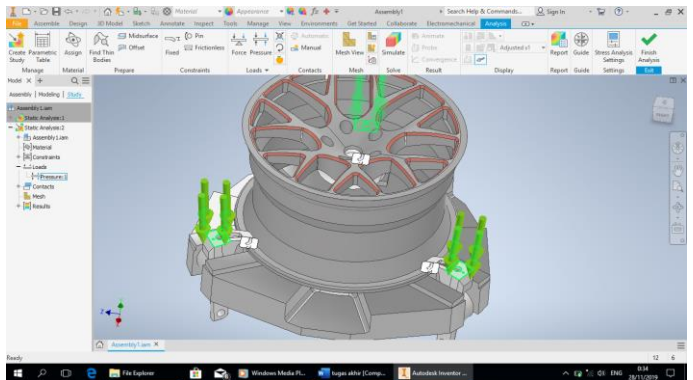 Material
Appearance
Assembly1
Search Help & Commands...
Sign In
File
Assemble
Design
3D Model
Sketch
Annotate
Inspect
Tools
Manage
View
Environments
Get Started
Collaborate
Electromechanical
Analysis
Create Study
Parametric Table
Assign
Find Thin Bodies
Midsurface
Offset
Fixed
Pin
Frictionless
Force
Pressure
Automatic
Manual
Mesh View
Simulate
Animate
Probe
Convergence
Adjusted x1
Report
Guide
Stress Analysis Settings
Finish Analysis
Manage
Material
Prepare
Constraints
Loads
Contacts
Mesh
Solve
Result
Display
Report
Guide
Settings
Exit
Model
Assembly | Modeling | Study
Assembly1.iam
Static Analysis:1
Static Analysis:2
Assembly1.iam
Material
Constraints
Loads
Pressure:1
Contacts
Mesh
Results
Assembly1.iam
Ready
12 6
File Explorer
Windows Media Pl...
tugas akhir [Comp...
Autodesk Inventor ...
ENG
0:34
28/11/2019